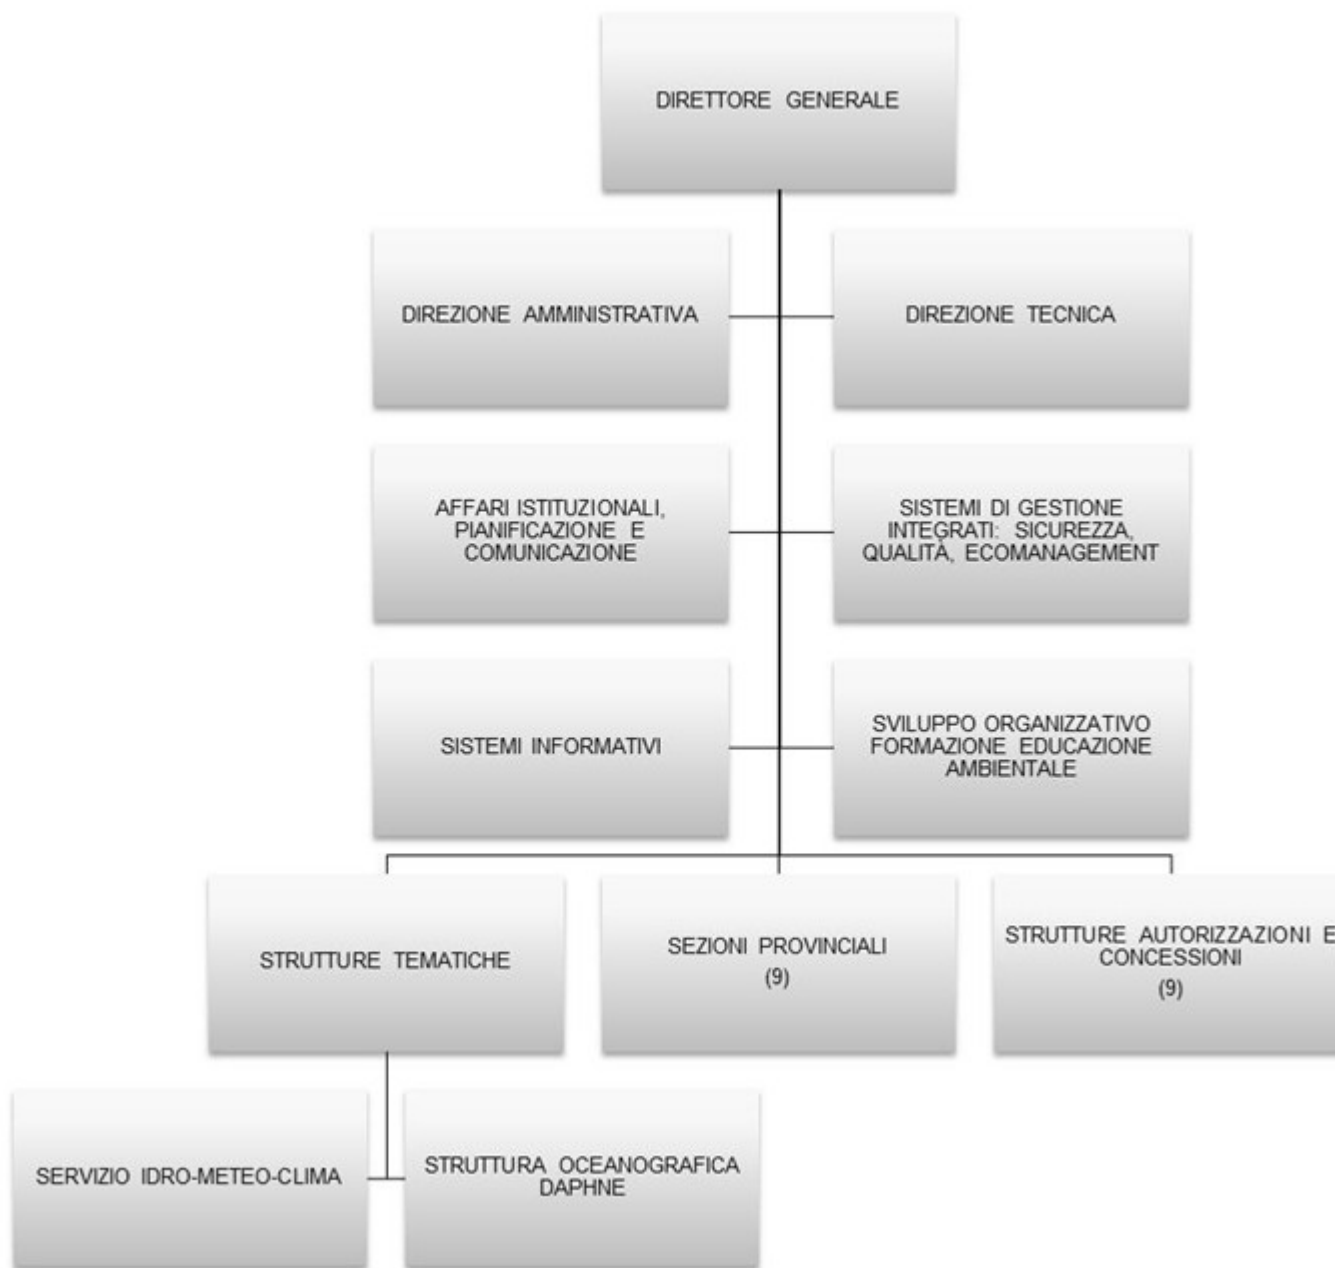 DIRETTORE GENERALE
DIREZIONE AMMINISTRATIVA
DIREZIONE TECNICA
AFFARI ISTITUZIONALI,
PIANIFICAZIONE E
COMUNICAZIONE
SISTEMI DI GESTIONE
INTEGRATI: SICUREZZA,
QUALITÀ, ECOMANAGEMENT
SISTEMI INFORMATIVI
SVILUPPO ORGANIZZATIVO
FORMAZIONE EDUCAZIONE
AMBIENTALE
STRUTTURE TEMATICHE
SEZIONI PROVINCIALI
(9)
STRUTTURE AUTORIZZAZIONI E
CONCESSIONI
(9)
SERVIZIO IDRO-METEO-CLIMA
STRUTTURA OCEANOGRAFICA
DAPHNE